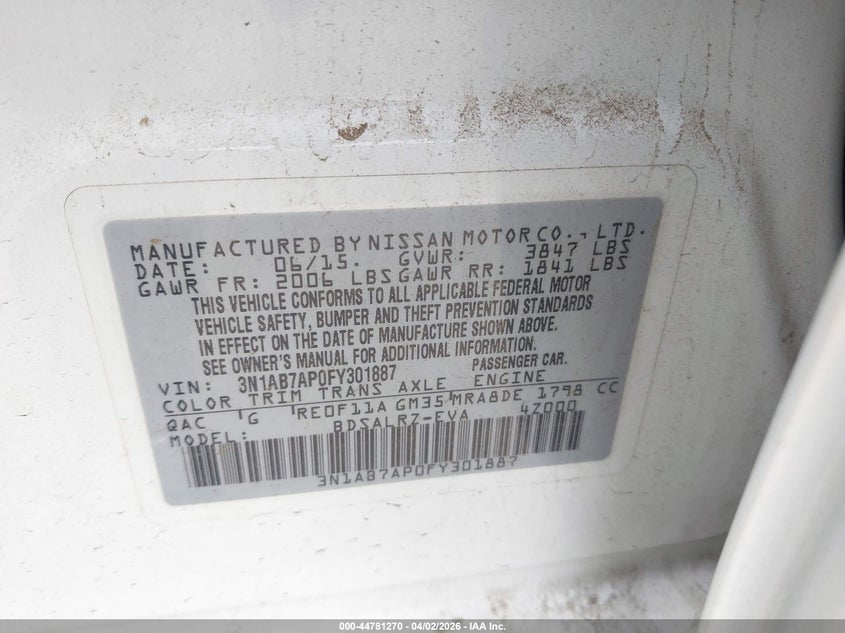 MANUFACTURED BY NISSAN MOTOR CO., LTD.
DATE: 06/15. GVWR: 3847 LBS
GAWR FR: 2006 LBS GAWR RR: 1841 LBS
THIS VEHICLE CONFORMS TO ALL APPLICABLE FEDERAL MOTOR
VEHICLE SAFETY, BUMPER AND THEFT PREVENTION STANDARDS
IN EFFECT ON THE DATE OF MANUFACTURE SHOWN ABOVE.
SEE OWNER'S MANUAL FOR ADDITIONAL INFORMATION.
VIN: 3N1AB7AP0FY301887 PASSENGER CAR.
COLOR TRIM TRANS AXLE ENGINE
QAC G RE0F11A GM35 MRA8DE 1798 CC
MODEL: BDSALRZ-EVA 4Z000
3N1AB7AP0FY301887
000-44781270 - 04/02/2026 - IAA Inc.